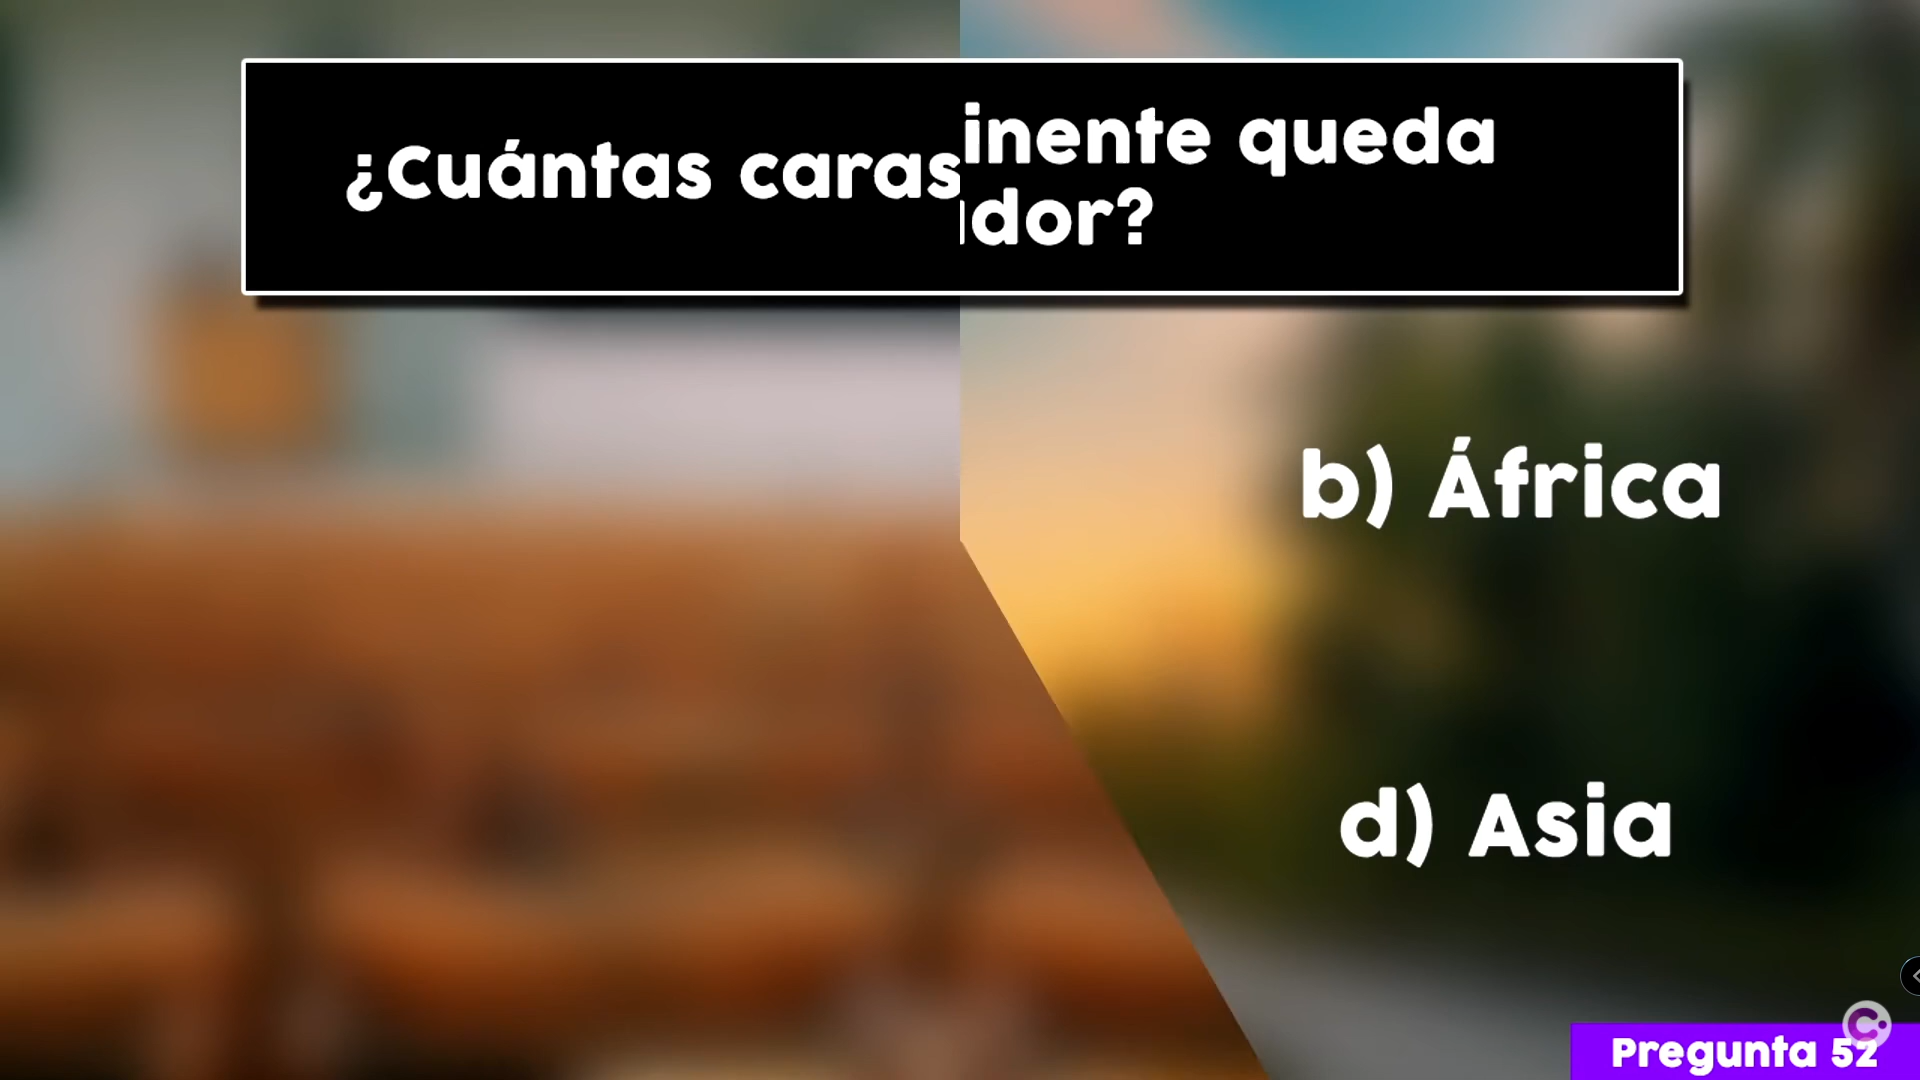 ¿Cuántas caras
inente queda
dor?
b) África
d) Asia
Pregunta 52